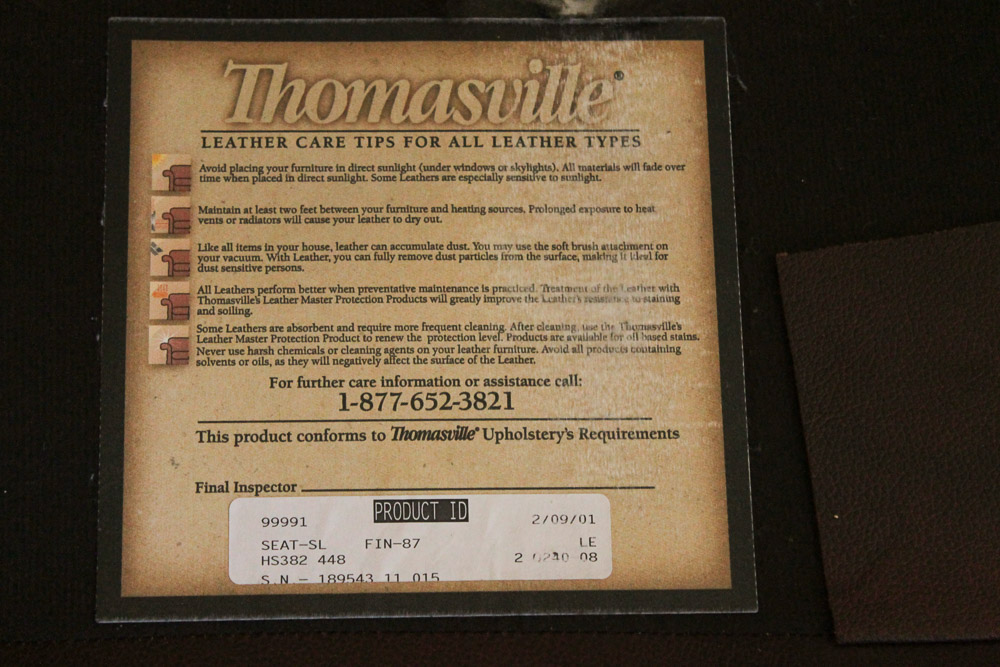 Thomasville®
LEATHER CARE TIPS FOR ALL LEATHER TYPES
Avoid placing your furniture in direct sunlight (under windows or skylights). All materials will fade over
time when placed in direct sunlight. Some Leathers are especially sensitive to sunlight.
Maintain at least two feet between your furniture and heating sources. Prolonged exposure to heat
vents or radiators will cause your leather to dry out.
Like all items in your house, leather can accumulate dust. You may use the soft brush attachment on
your vacuum. With Leather, you can fully remove dust particles from the surface, making it ideal for
dust sensitive persons.
All Leathers perform better when preventative maintenance is practiced. Treatment of the Leather with
Thomasville's Leather Master Protection Products will greatly improve the Leather's resistance to staining
and soiling.
Some Leathers are absorbent and require more frequent cleaning. After cleaning, use the Thomasville's
Leather Master Protection Product to renew the protection level. Products are available for oil based stains.
Never use harsh chemicals or cleaning agents on your leather furniture. Avoid all products containing
solvents or oils, as they will negatively affect the surface of the Leather.
For further care information or assistance call:
1-877-652-3821
This product conforms to Thomasville® Upholstery's Requirements
Final Inspector
PRODUCT ID
99991 2/09/01
SEAT-SL FIN-87 LE
HS382 448 2 08
S N - 189543 11 015